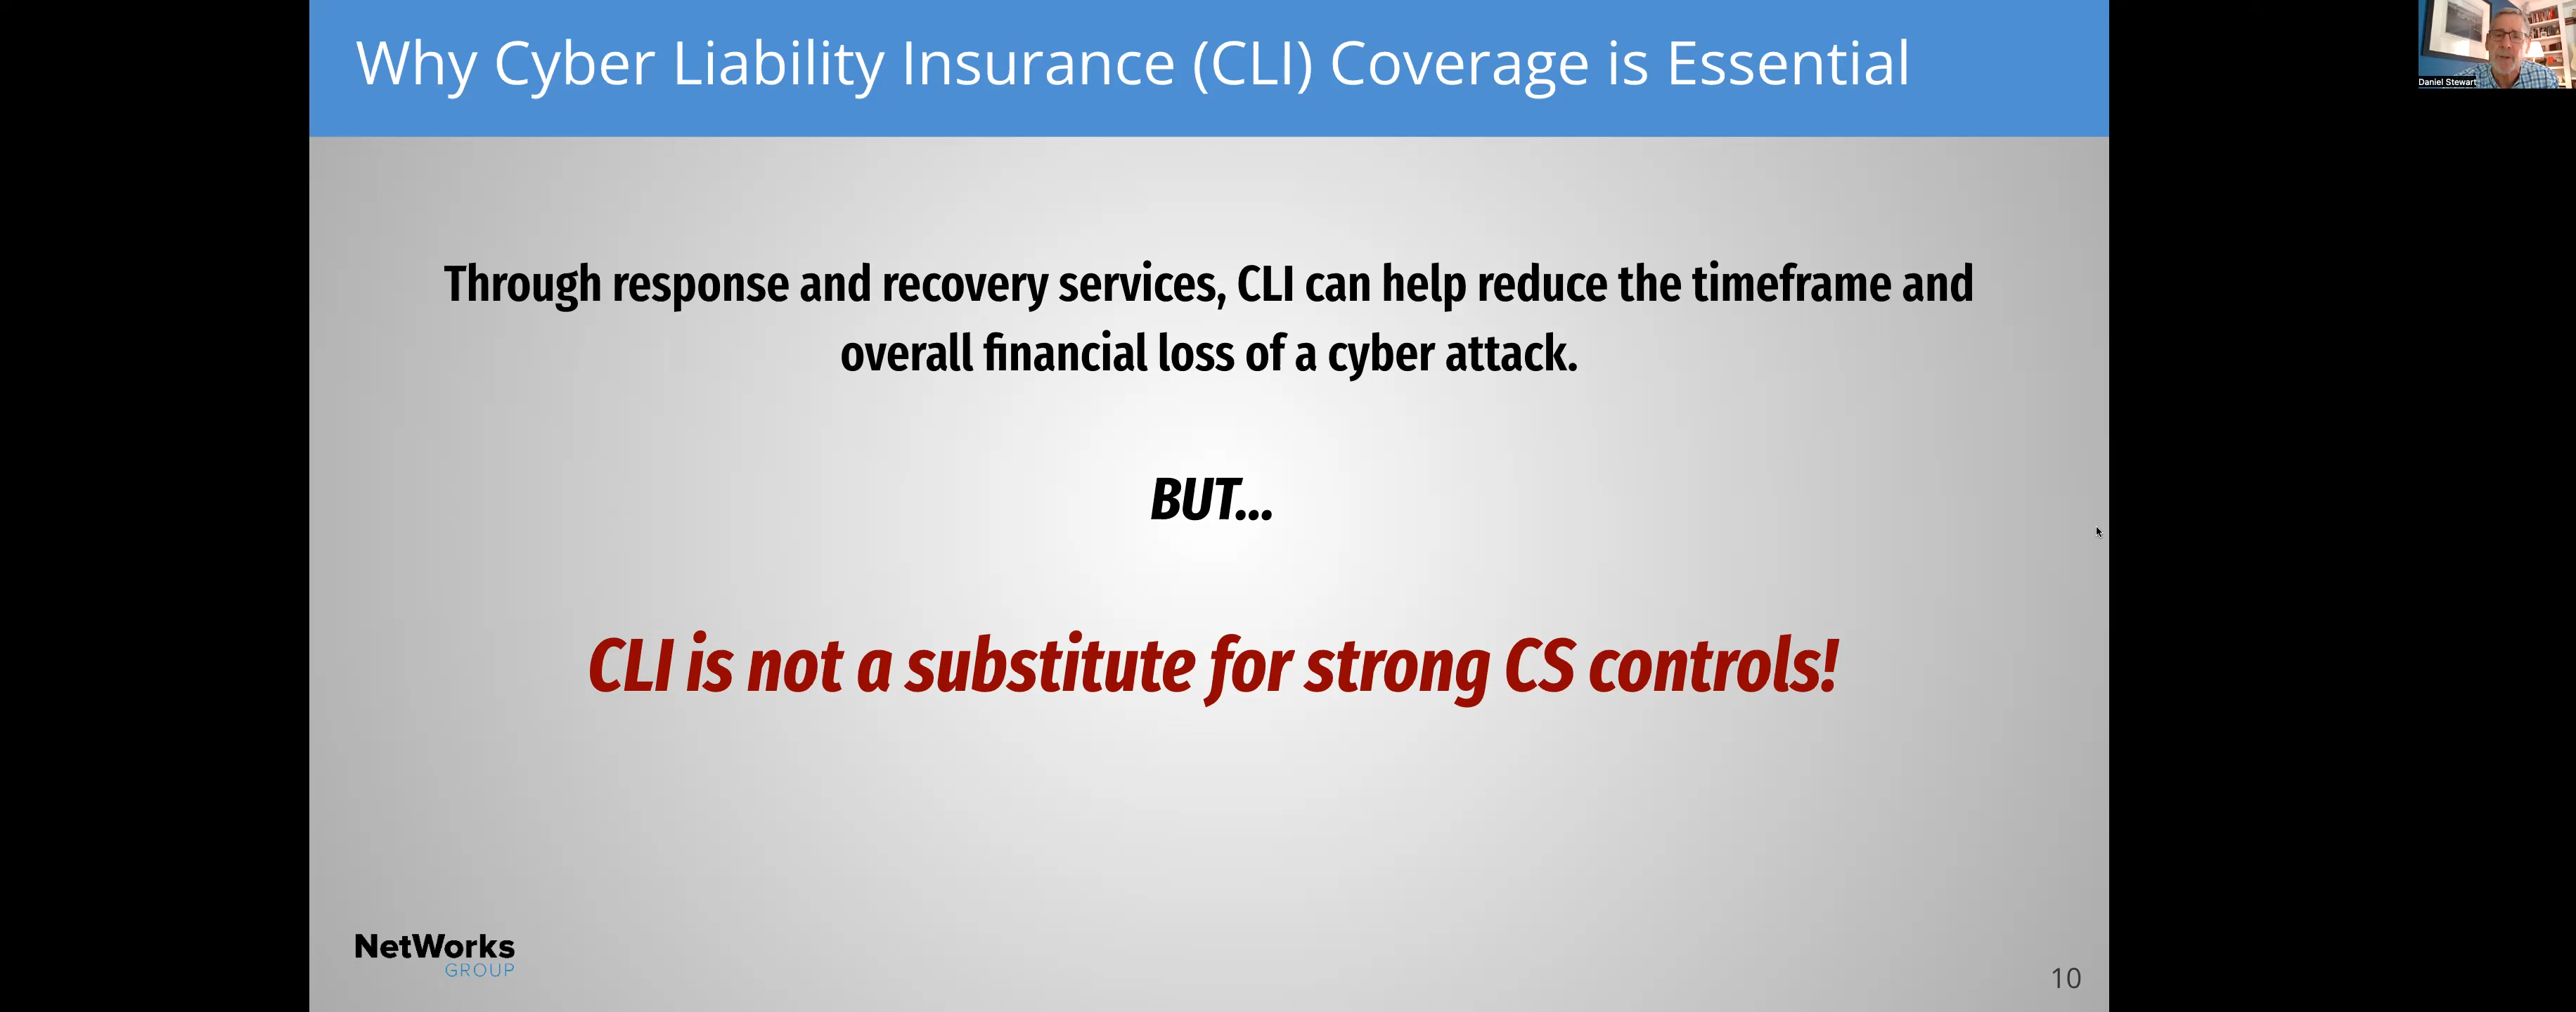 Why Cyber Liability Insurance (CLI) Coverage is Essential
Daniel Stewart
Through response and recovery services, CLI can help reduce the timeframe and
overall financial loss of a cyber attack.
BUT...
CLI is not a substitute for strong CS controls!
NetWorks
GROUP
10